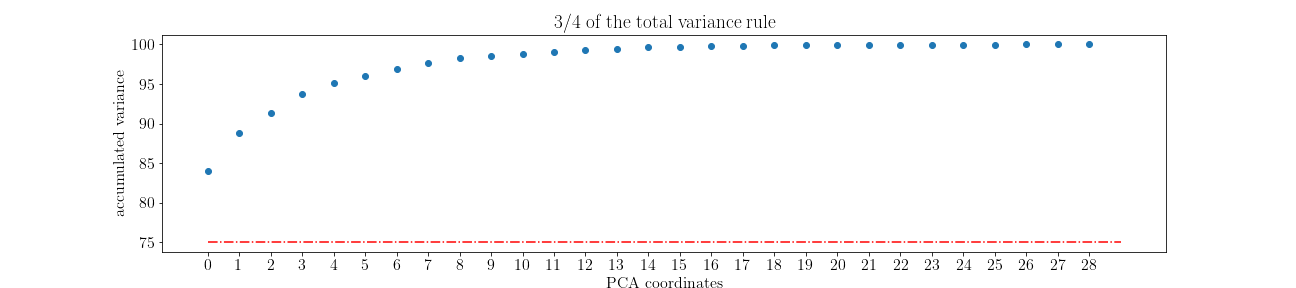 3/4 of the total variance rule
accumulated variance
100
95
90
85
80
75
0 1 2 3 4 5 6 7 8 9 10 11 12 13 14 15 16 17 18 19 20 21 22 23 24 25 26 27 28
PCA coordinates